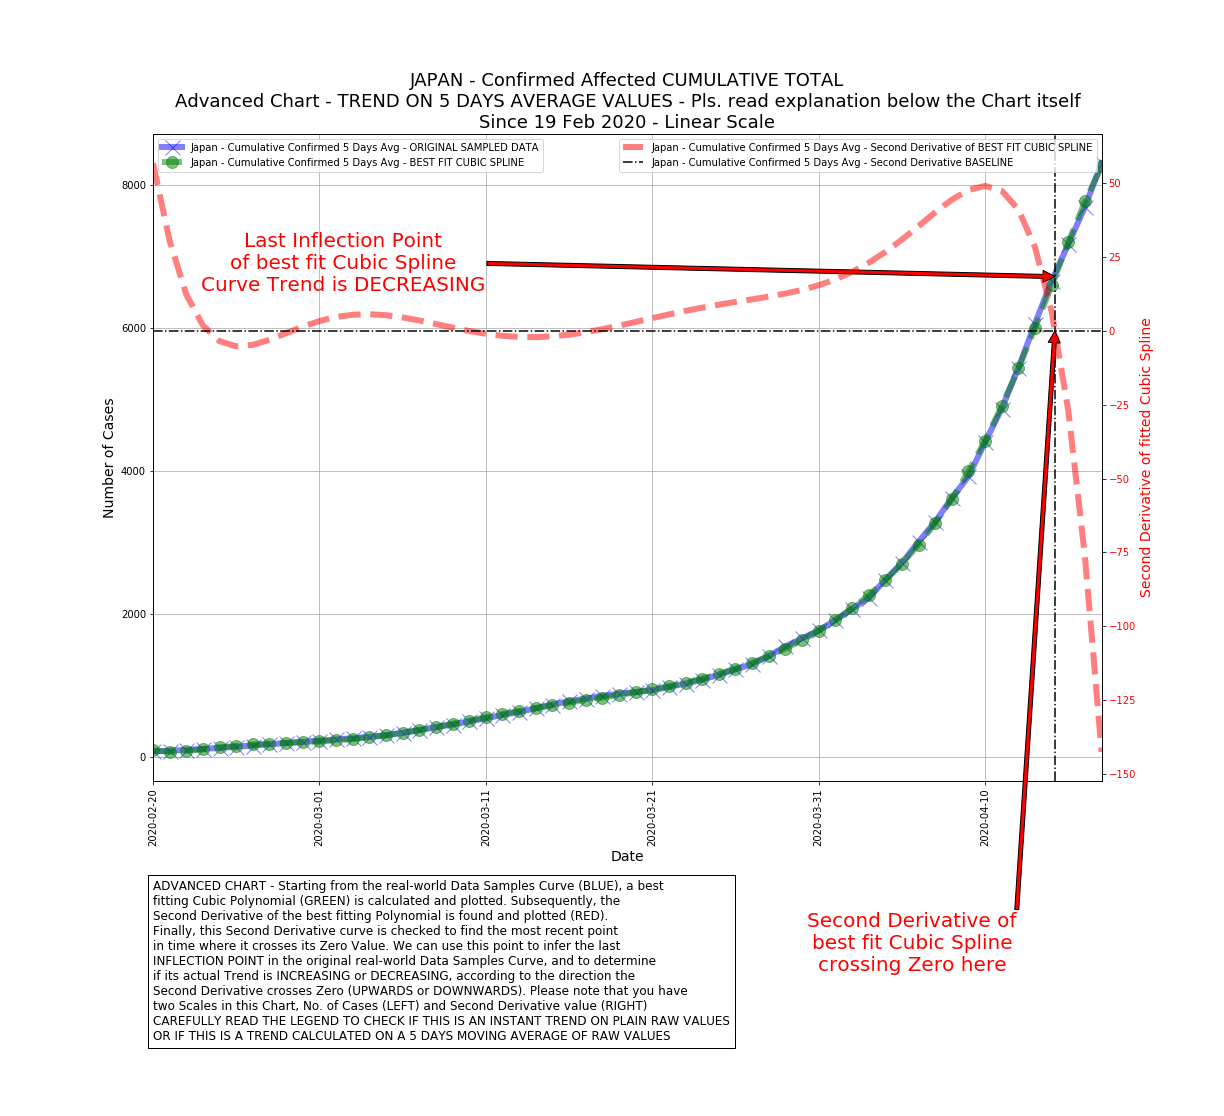 JAPAN - Confirmed Affected CUMULATIVE TOTAL
Advanced Chart - TREND ON 5 DAYS AVERAGE VALUES - Pls. read explanation below the Chart itself
Since 19 Feb 2020 - Linear Scale
Japan - Cumulative Confirmed 5 Days Avg - ORIGINAL SAMPLED DATA
Japan - Cumulative Confirmed 5 Days Avg - BEST FIT CUBIC SPLINE
Japan - Cumulative Confirmed 5 Days Avg - Second Derivative of BEST FIT CUBIC SPLINE
Japan - Cumulative Confirmed 5 Days Avg - Second Derivative BASELINE
Last Inflection Point
of best fit Cubic Spline
Curve Trend is DECREASING
Number of Cases
8000
6000
4000
2000
0
50
25
0
−25
−50
−75
−100
−125
−150
Second Derivative of fitted Cubic Spline
2020-02-20
2020-03-01
2020-03-11
2020-03-21
2020-03-31
2020-04-10
Date
ADVANCED CHART - Starting from the real-world Data Samples Curve (BLUE), a best
fitting Cubic Polynomial (GREEN) is calculated and plotted. Subsequently, the
Second Derivative of the best fitting Polynomial is found and plotted (RED).
Finally, this Second Derivative curve is checked to find the most recent point
in time where it crosses its Zero Value. We can use this point to infer the last
INFLECTION POINT in the original real-world Data Samples Curve, and to determine
if its actual Trend is INCREASING or DECREASING, according to the direction the
Second Derivative crosses Zero (UPWARDS or DOWNWARDS). Please note that you have
two Scales in this Chart, No. of Cases (LEFT) and Second Derivative value (RIGHT)
CAREFULLY READ THE LEGEND TO CHECK IF THIS IS AN INSTANT TREND ON PLAIN RAW VALUES
OR IF THIS IS A TREND CALCULATED ON A 5 DAYS MOVING AVERAGE OF RAW VALUES
Second Derivative of
best fit Cubic Spline
crossing Zero here